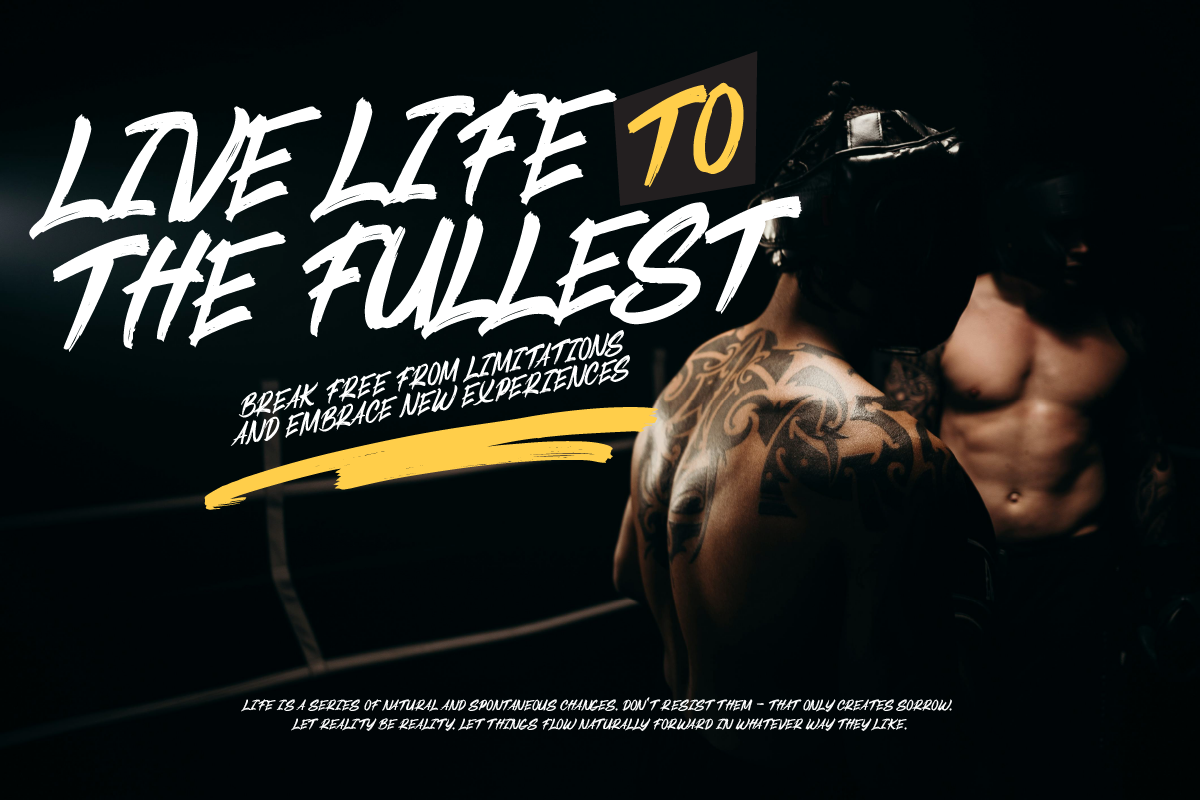 LIVE LIFE TO
THE FULLEST
BREAK FREE FROM LIMITATIONS
AND EMBRACE NEW EXPERIENCES
LIFE IS A SERIES OF NATURAL AND SPONTANEOUS CHANGES. DON'T RESIST THEM – THAT ONLY CREATES SORROW.
LET REALITY BE REALITY. LET THINGS FLOW NATURALLY FORWARD IN WHATEVER WAY THEY LIKE.